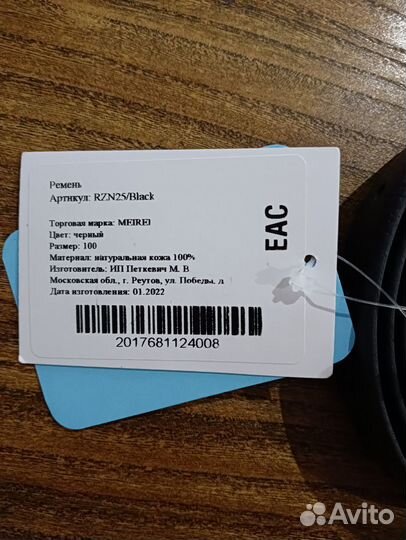 Ремень
Артикул: RZN25/Black
Торговая марка: MEIREI
Цвет: черный
Размер: 100
Материал: натуральная кожа 100%
Изготовитель: ИП Петкевич М. В
Московская обл., г. Реутов, ул. Победы, д
Дата изготовления: 01.2022
2017681124008
EAC
Avito